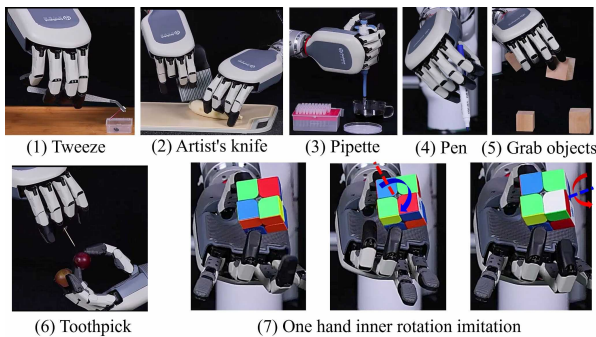 (1) Tweeze
(2) Artist's knife
(3) Pipette
(4) Pen
(5) Grab objects
(6) Toothpick
(7) One hand inner rotation imitation